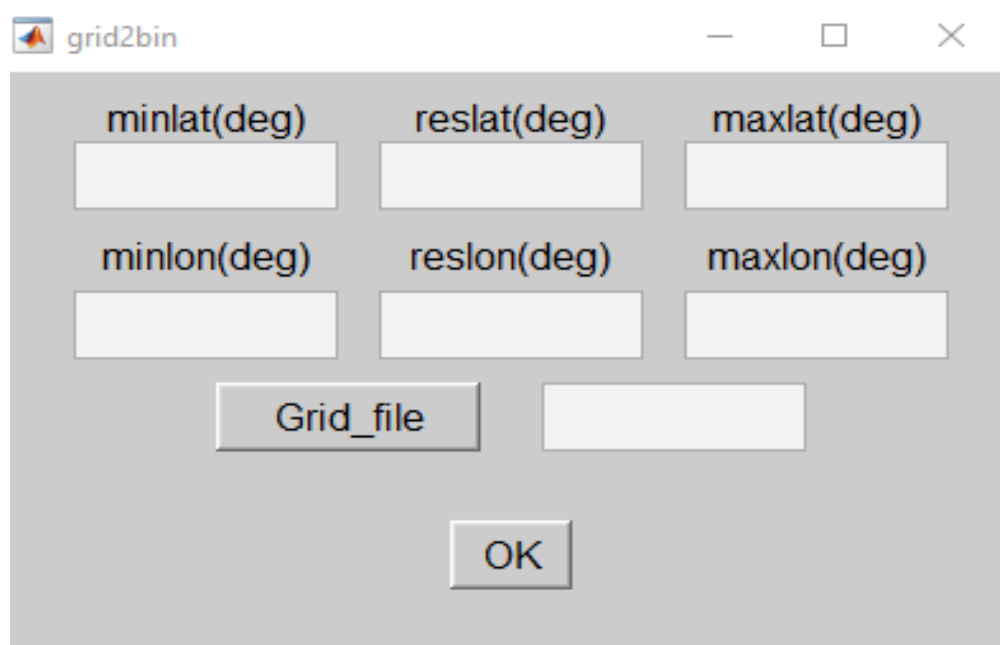 grid2bin
minlat(deg) reslat(deg) maxlat(deg)
minlon(deg) reslon(deg) maxlon(deg)
Grid_file
OK